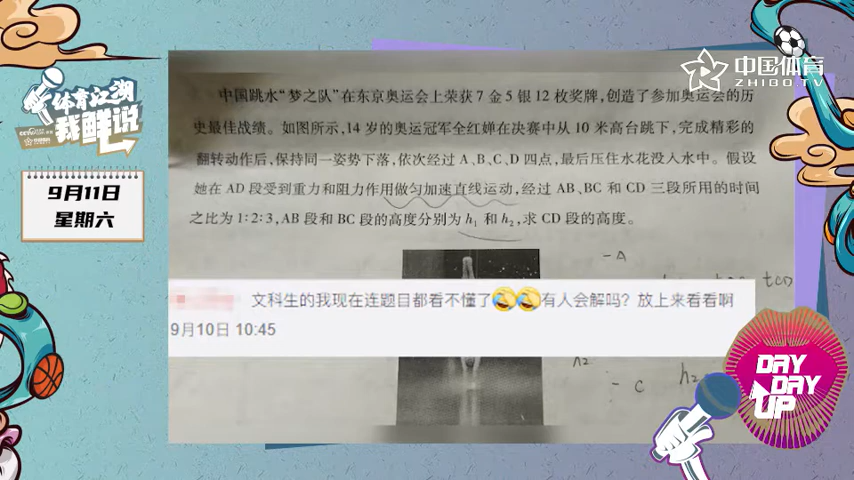 中国体育
ZHIBO.TV
体育江湖
我鲜说
9月11日
星期六
中国跳水“梦之队”在东京奥运会上荣获7金5银12枚奖牌,创造了参加奥运会的历
史最佳战绩。如图所示,14岁的奥运冠军全红婵在决赛中从10米高台跳下,完成精彩的
翻转动作后,保持同一姿势下落,依次经过A、B、C、D四点,最后压住水花没入水中。假设
她在AD段受到重力和阻力作用做匀加速直线运动,经过AB、BC和CD三段所用的时间
之比为1:2:3,AB段和BC段的高度分别为h₁和h₂,求CD段的高度。
-A
tCD
文科生的我现在连题目都看不懂了😂😂有人会解吗？放上来看看啊
9月10日 10:45
h2
- C
h2
DAY
DAY
UP